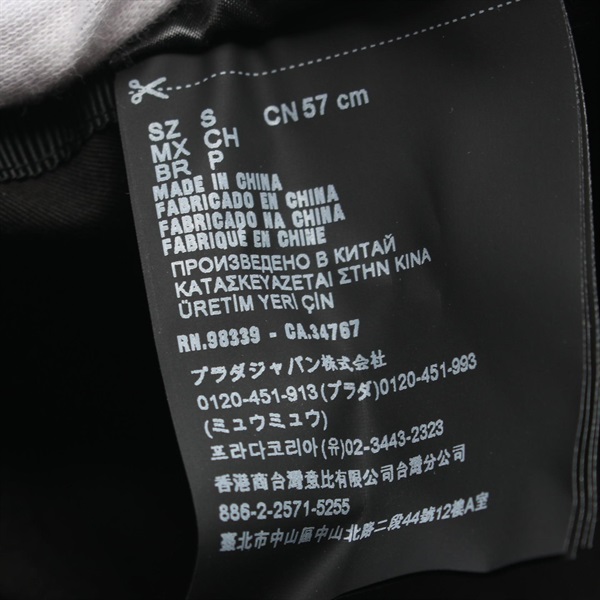 SZ S CN 57 cm
MX CH
BR P
MADE IN CHINA
FABRICADO EN CHINA
FABRICADO NA CHINA
FABRIQUÉ EN CHINE
ПРОИЗВЕДЕНО В КИТАЙ
ΚΑΤΑΣΚΕΥΑΖΕΤΑΙ ΣΤΗΝ ΚΙΝΑ
ÜRETİM YERİ ÇİN
RN.98339 - CA.34767
プラダジャパン株式会社
0120-451-913(プラダ)0120-451-993
(ミュウミュウ)
프라다코리아(유)02-3443-2323
香港商台灣意比有限公司台灣分公司
886-2-2571-5255
臺北市中山區中山北路二段44號12樓A室